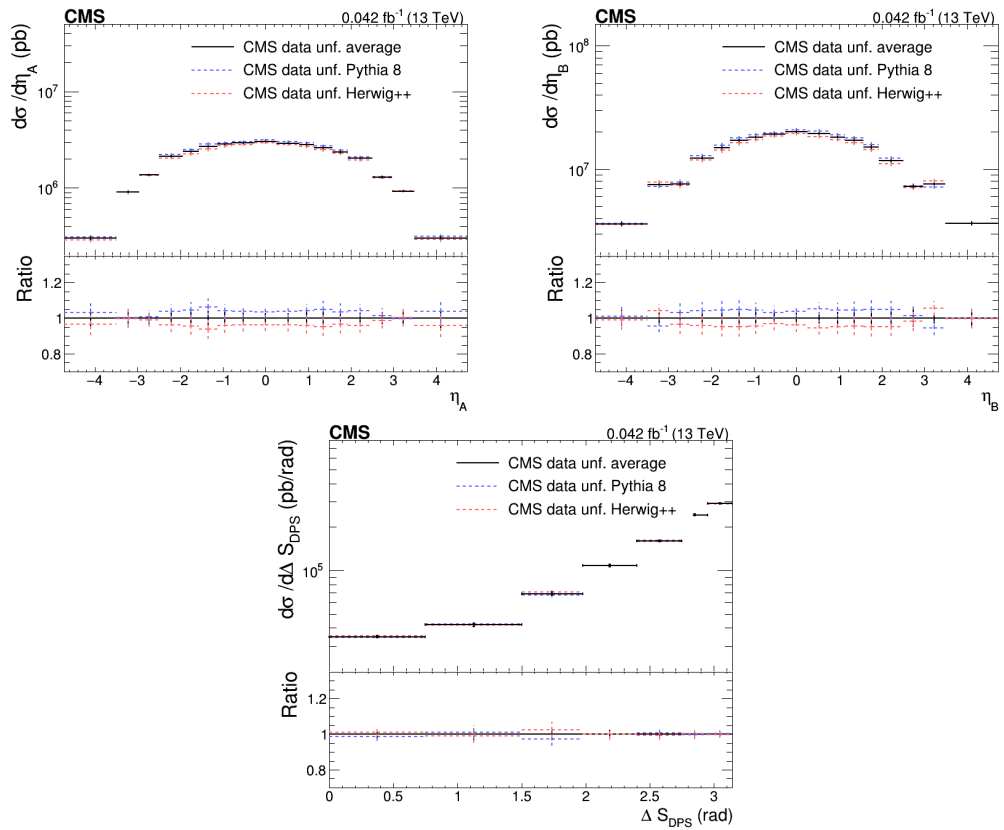 CMS 0.042 fb⁻¹ (13 TeV)
dσ/dη_A (pb)
CMS data unf. average
CMS data unf. Pythia 8
CMS data unf. Herwig++
10⁷
10⁶
Ratio
1.2
1
0.8
−4 −3 −2 −1 0 1 2 3 4
η_A
CMS 0.042 fb⁻¹ (13 TeV)
dσ/dη_B (pb)
10⁸
CMS data unf. average
CMS data unf. Pythia 8
CMS data unf. Herwig++
10⁷
Ratio
1.2
1
0.8
−4 −3 −2 −1 0 1 2 3 4
η_B
CMS 0.042 fb⁻¹ (13 TeV)
dσ/dΔ S_DPS (pb/rad)
CMS data unf. average
CMS data unf. Pythia 8
CMS data unf. Herwig++
10⁵
Ratio
1.2
1
0.8
0 0.5 1 1.5 2 2.5 3
Δ S_DPS (rad)